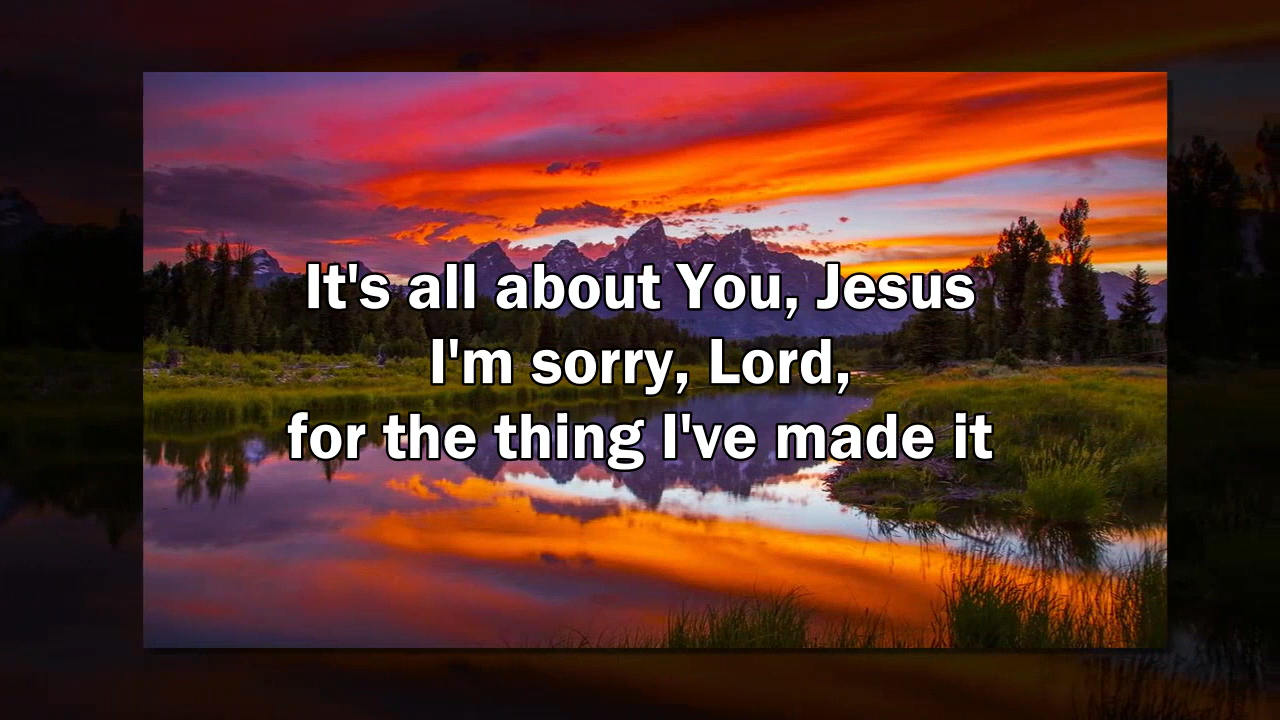 It's all about You, Jesus
I'm sorry, Lord,
for the thing I've made it